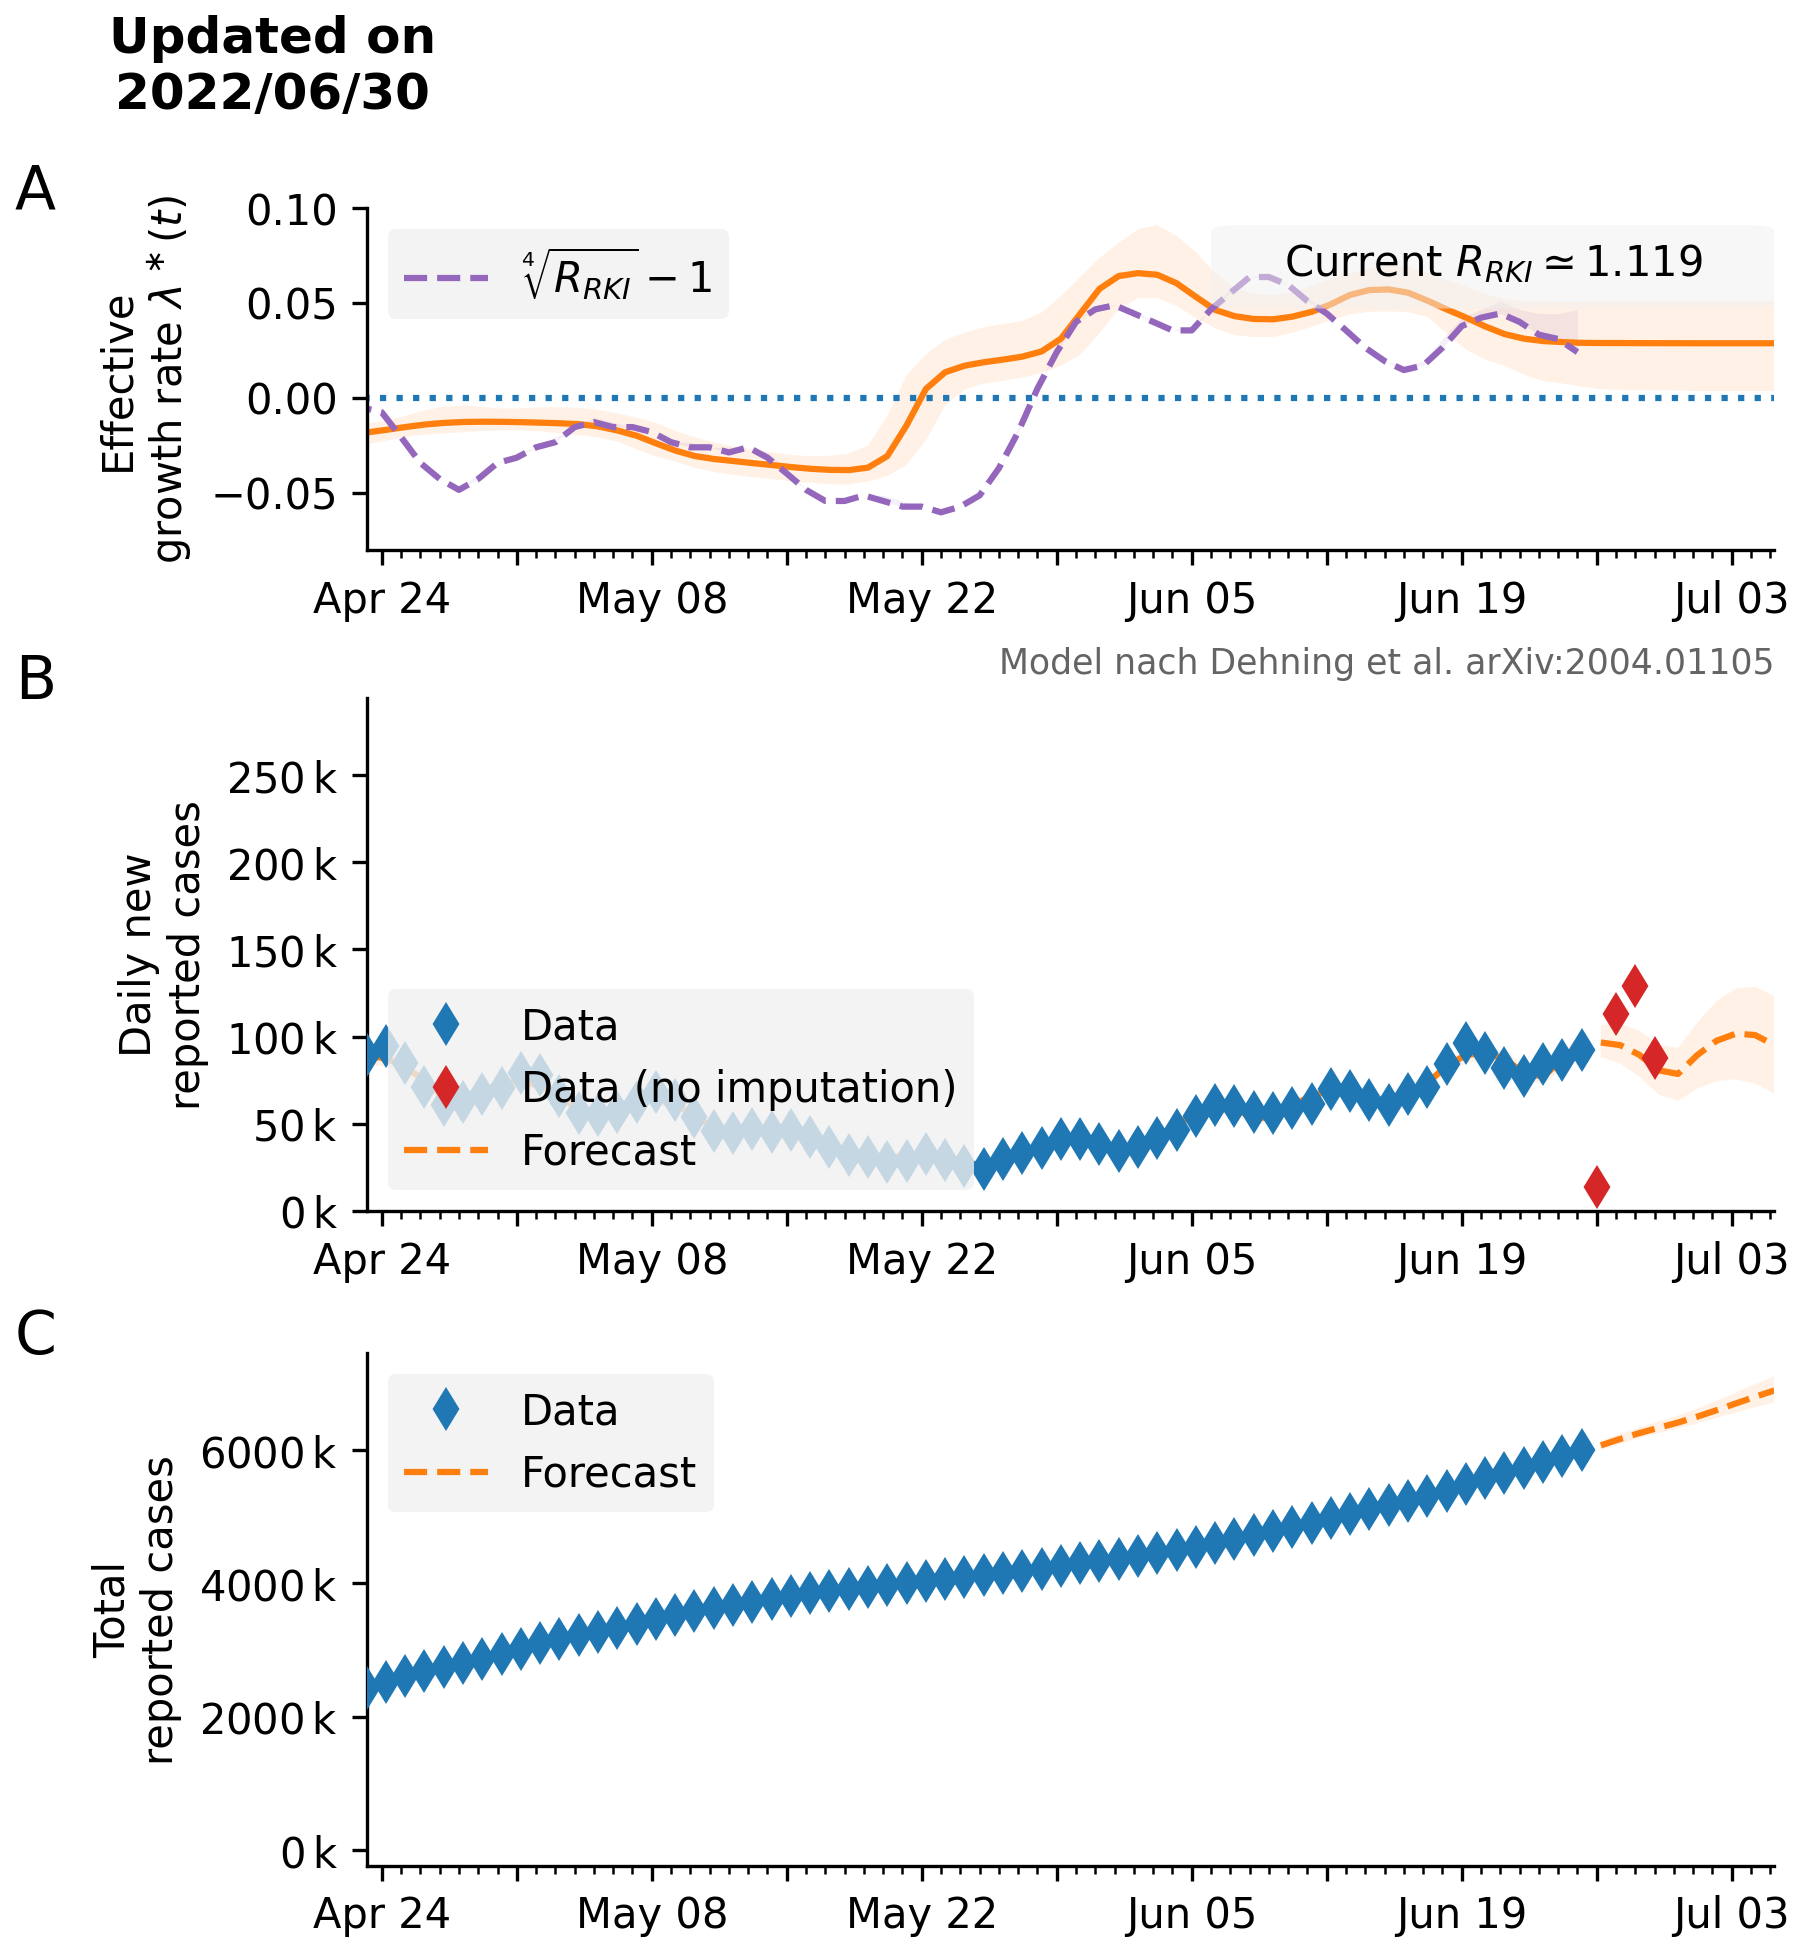 Updated on
2022/06/30
A
Effective
growth rate λ * (t)
0.10
0.05
0.00
−0.05
∜R_RKI − 1
Current R_RKI ≃ 1.119
Apr 24 May 08 May 22 Jun 05 Jun 19 Jul 03
Model nach Dehning et al. arXiv:2004.01105
B
Daily new
reported cases
250 k
200 k
150 k
100 k
50 k
0 k
Data
Data (no imputation)
Forecast
Apr 24 May 08 May 22 Jun 05 Jun 19 Jul 03
C
Total
reported cases
6000 k
4000 k
2000 k
0 k
Data
Forecast
Apr 24 May 08 May 22 Jun 05 Jun 19 Jul 03